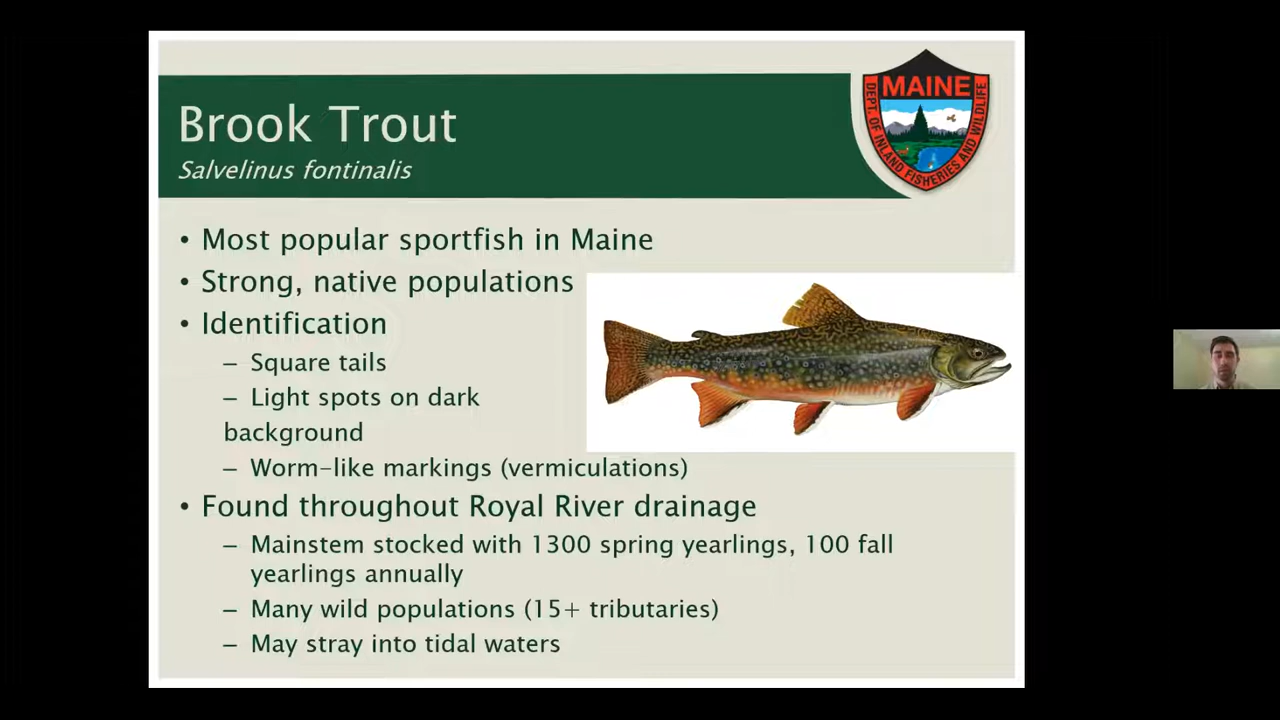 Brook Trout
Salvelinus fontinalis
MAINE
DEPT. OF INLAND FISHERIES AND WILDLIFE
• Most popular sportfish in Maine
• Strong, native populations
• Identification
– Square tails
– Light spots on dark
background
– Worm-like markings (vermiculations)
• Found throughout Royal River drainage
– Mainstem stocked with 1300 spring yearlings, 100 fall
yearlings annually
– Many wild populations (15+ tributaries)
– May stray into tidal waters